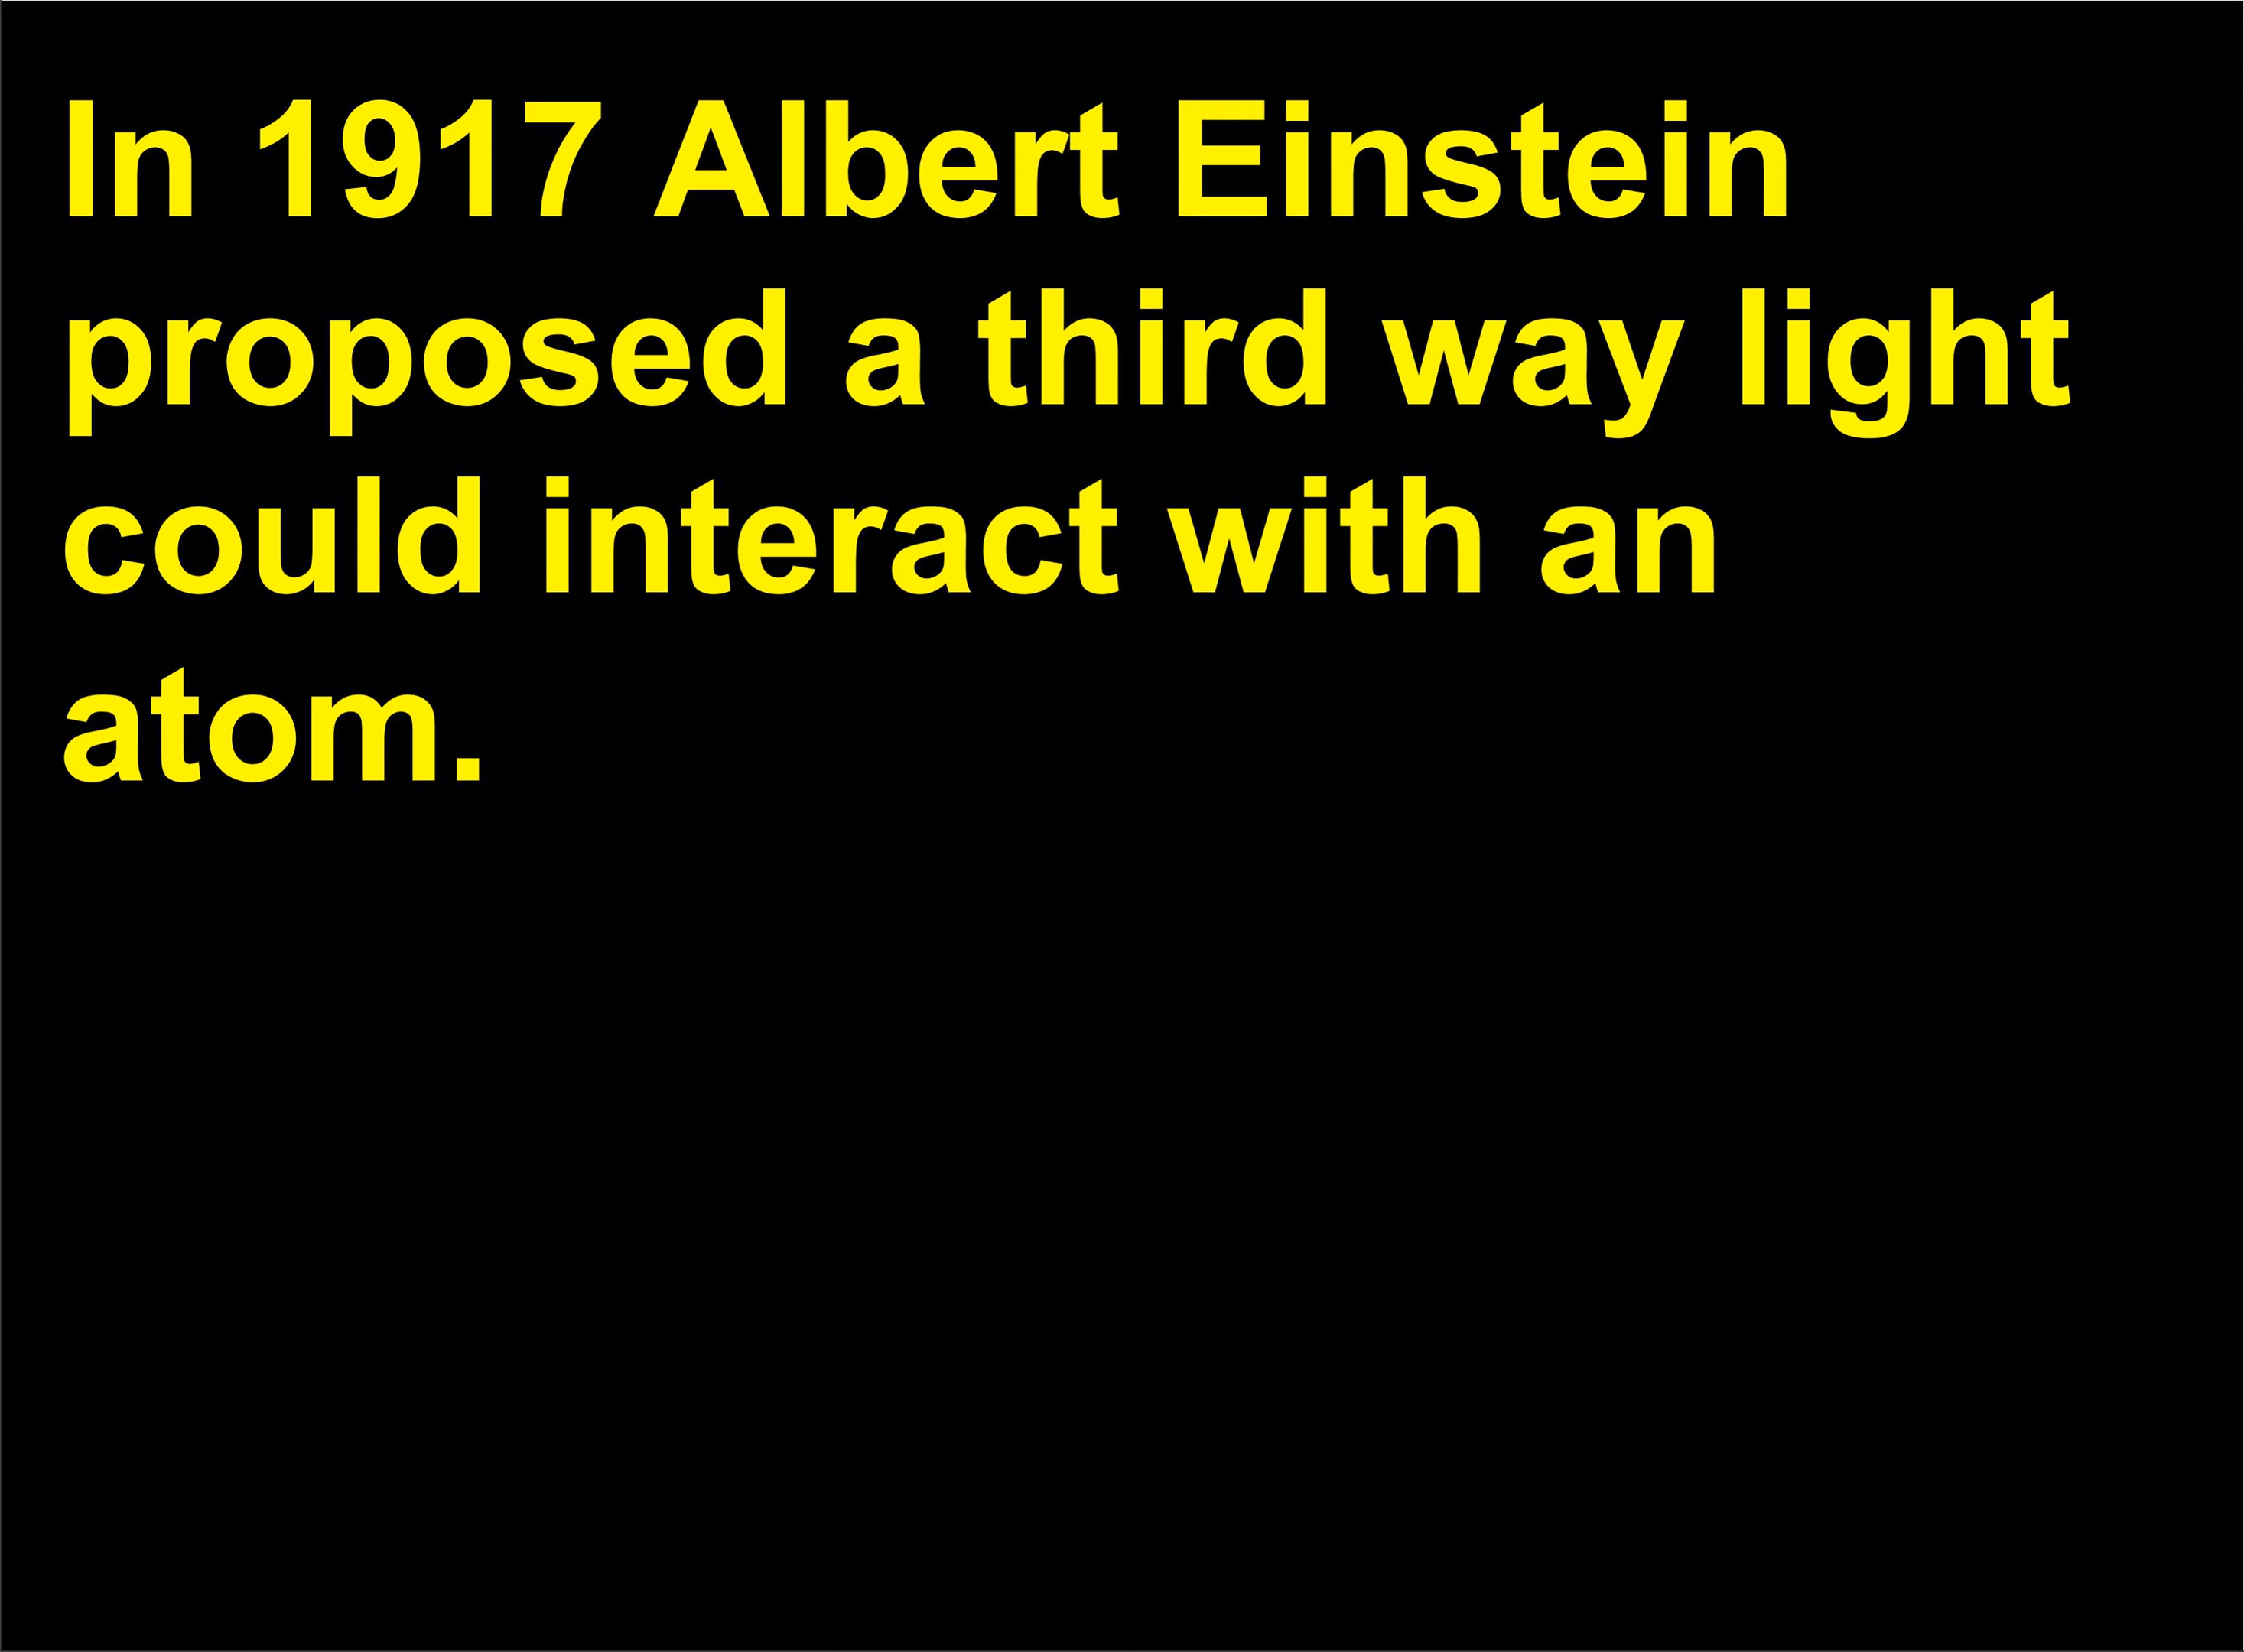 In 1917 Albert Einstein
proposed a third way light
could interact with an
atom.